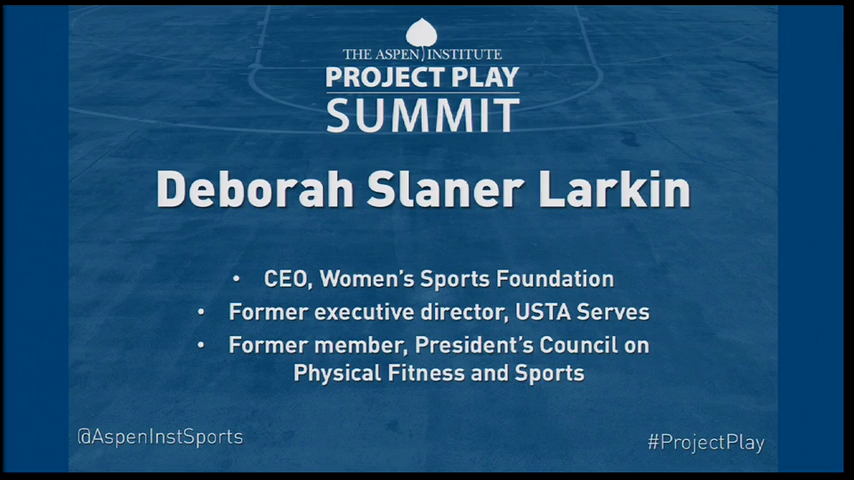 THE ASPEN INSTITUTE
PROJECT PLAY
SUMMIT
Deborah Slaner Larkin
• CEO, Women's Sports Foundation
• Former executive director, USTA Serves
• Former member, President's Council on
Physical Fitness and Sports
@AspenInstSports
#ProjectPlay